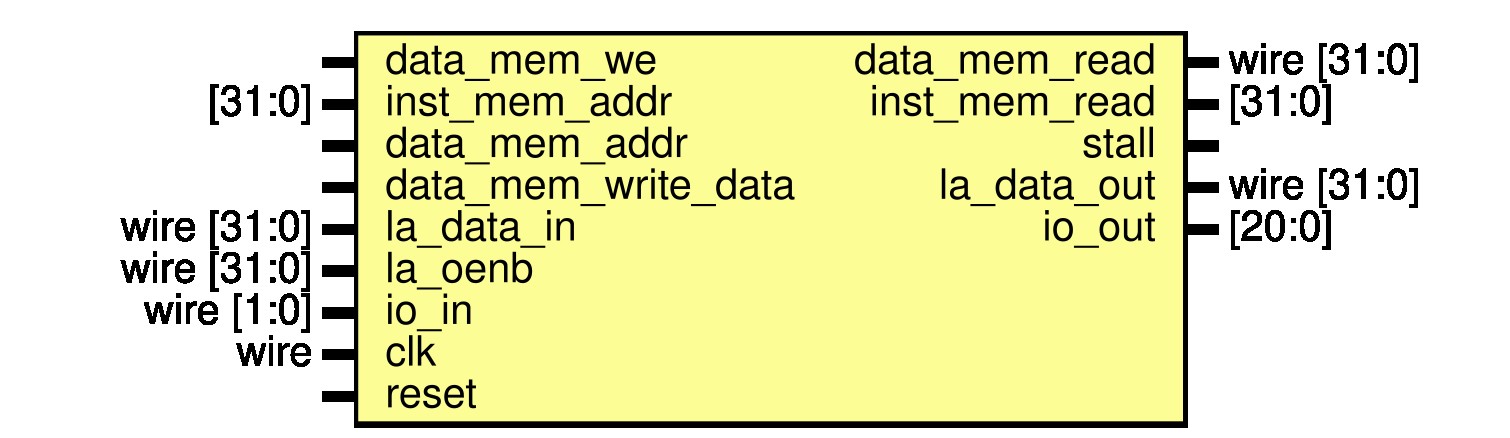 data_mem_we data_mem_read wire [31:0]
[31:0] inst_mem_addr inst_mem_read [31:0]
data_mem_addr stall
data_mem_write_data la_data_out wire [31:0]
wire [31:0] la_data_in io_out [20:0]
wire [31:0] la_oenb
wire [1:0] io_in
wire clk
reset